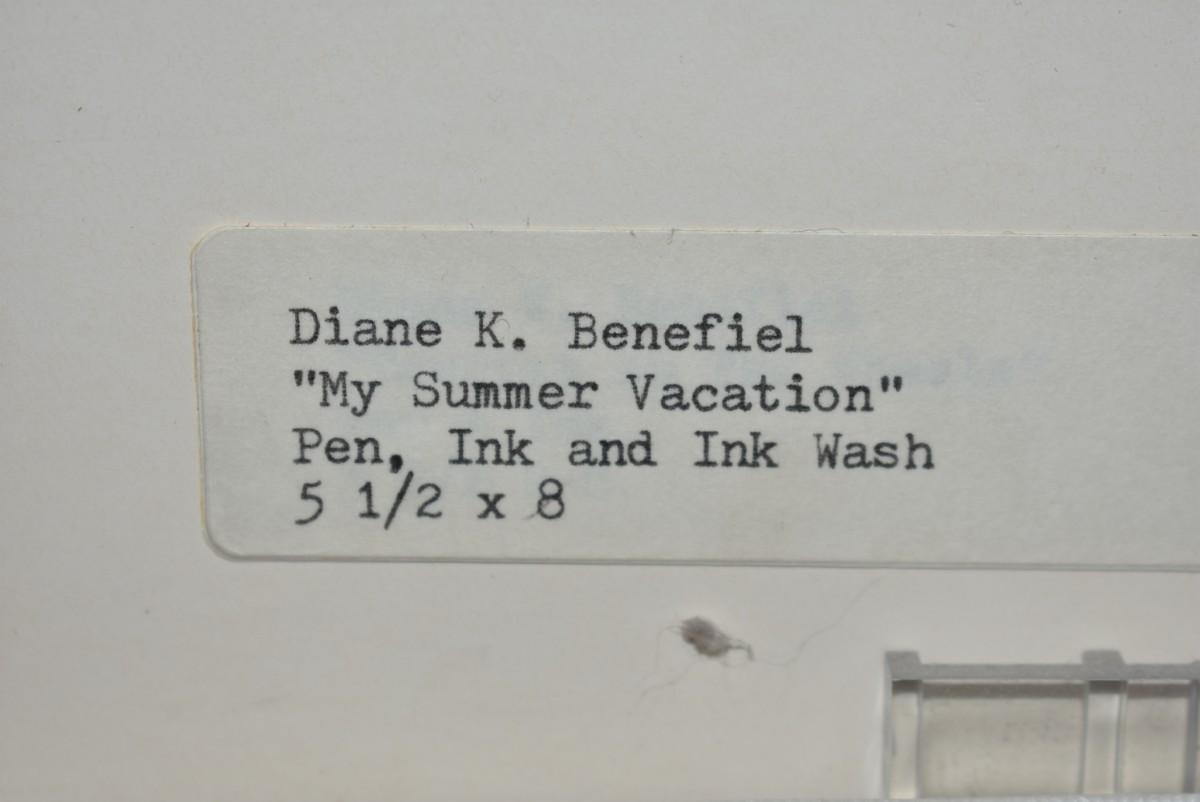 Diane K. Benefiel
"My Summer Vacation"
Pen, Ink and Ink Wash
5 1/2 x 8